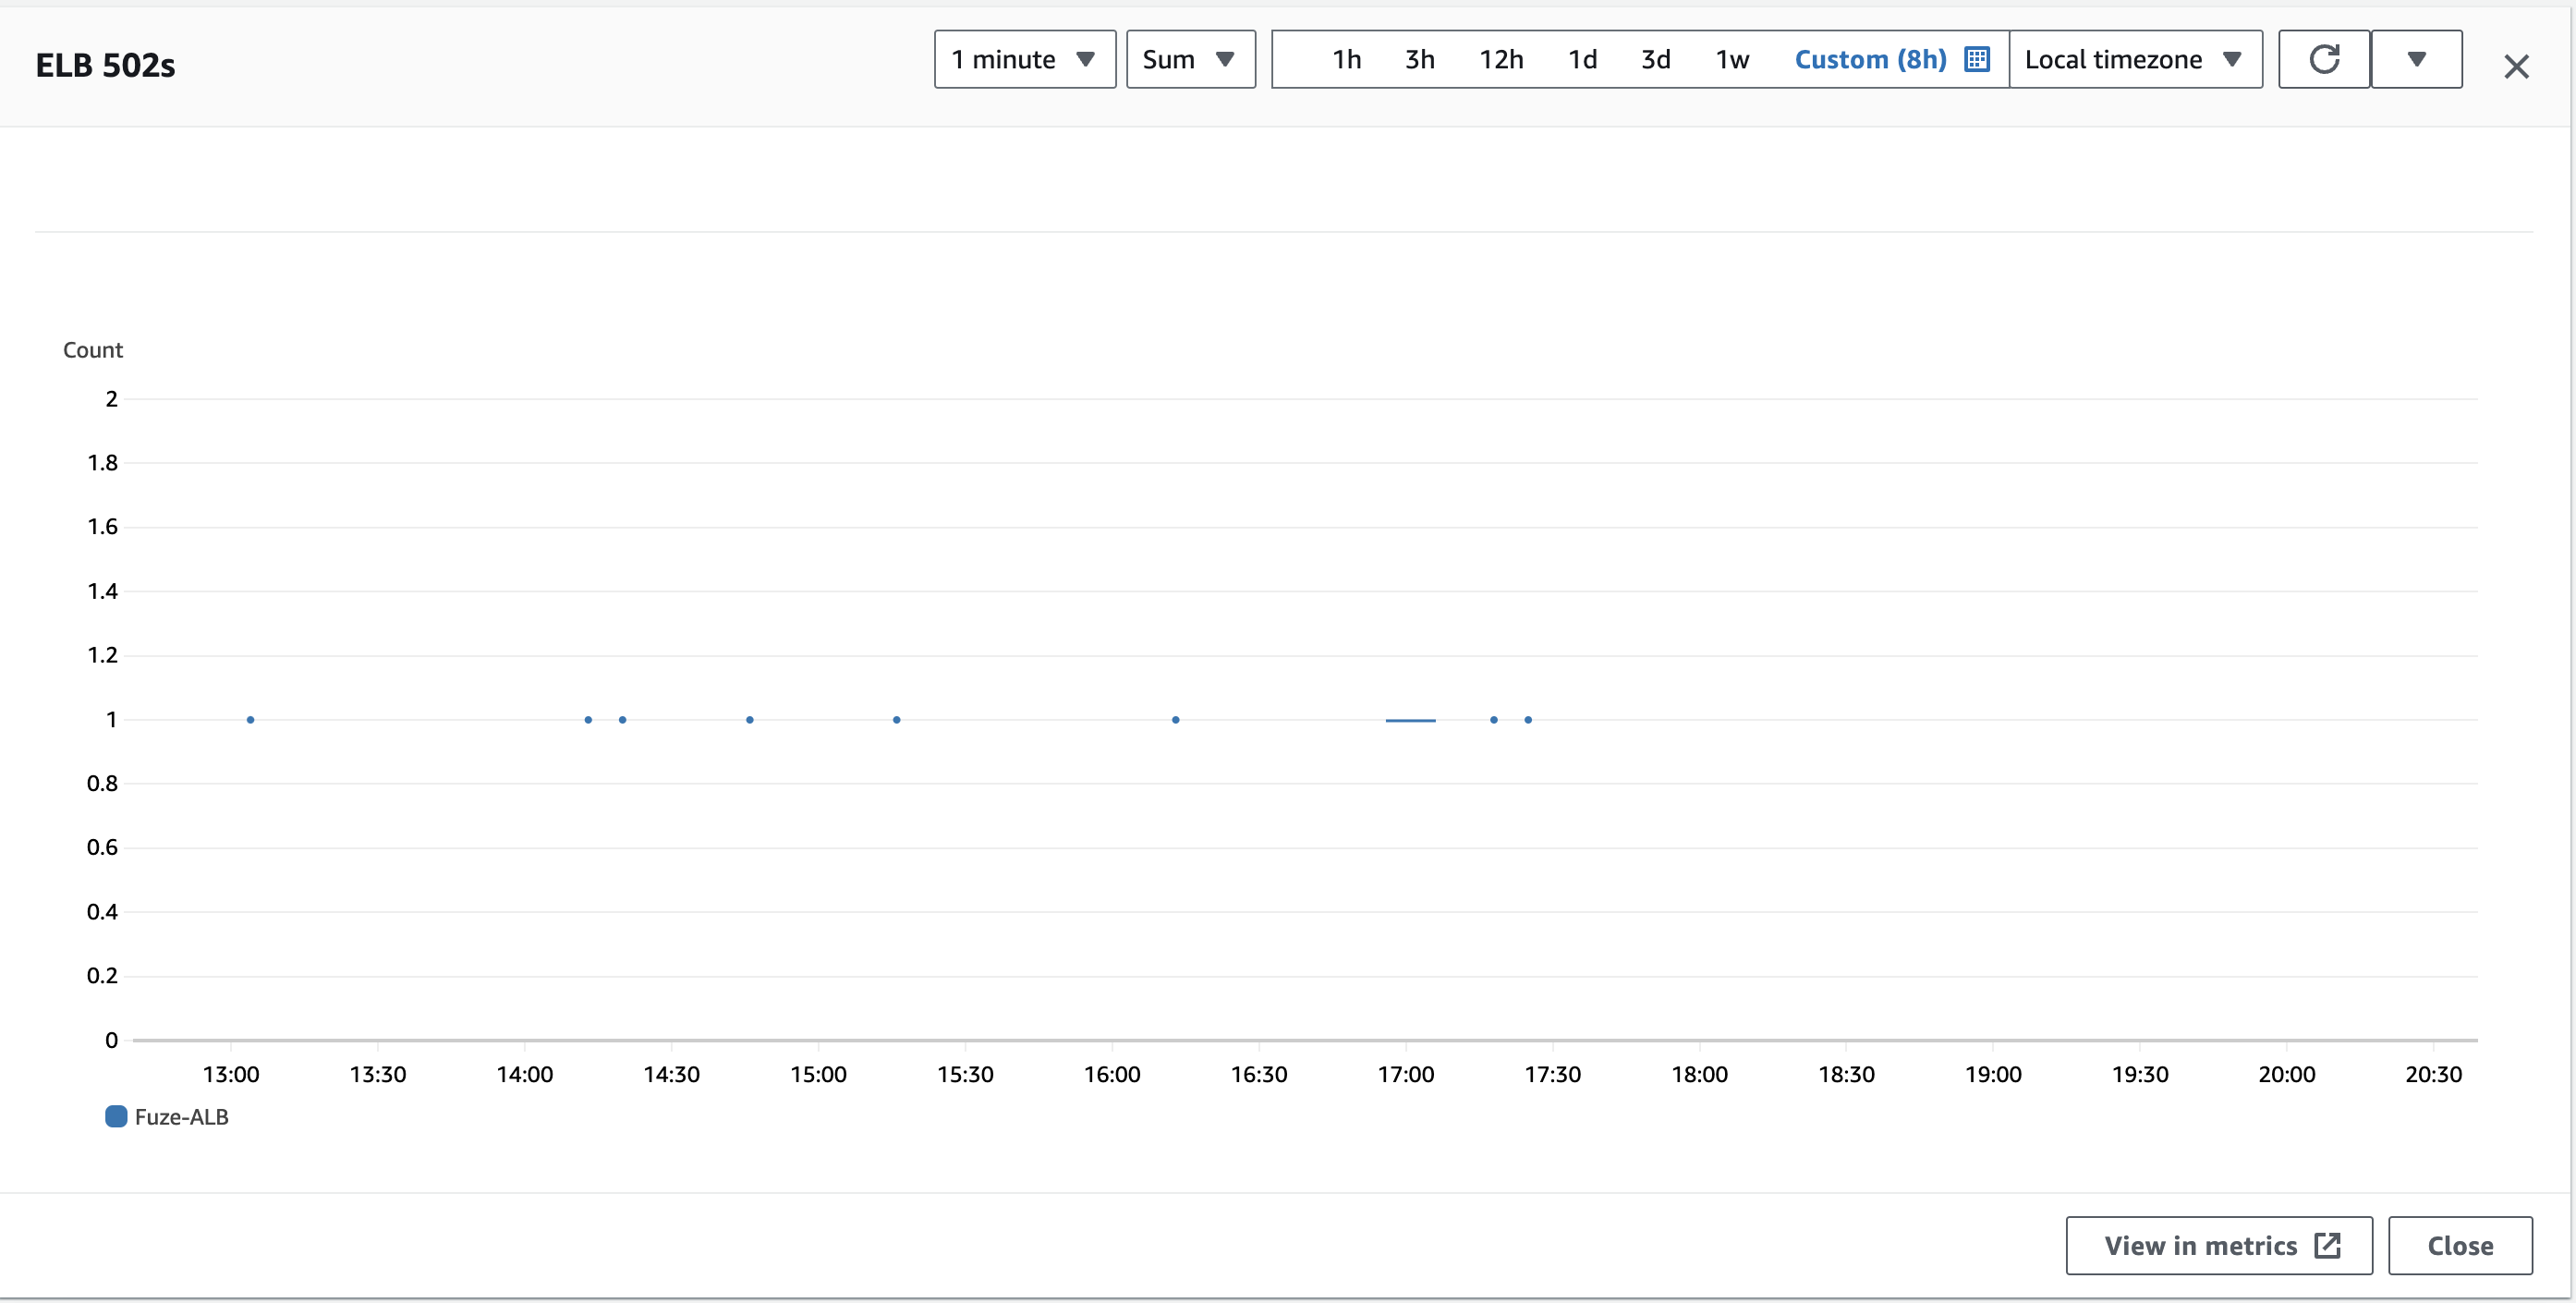 ELB 502s
1 minute Sum 1h 3h 12h 1d 3d 1w Custom (8h) Local timezone
Count
2
1.8
1.6
1.4
1.2
1
0.8
0.6
0.4
0.2
0
13:00 13:30 14:00 14:30 15:00 15:30 16:00 16:30 17:00 17:30 18:00 18:30 19:00 19:30 20:00 20:30
Fuze-ALB
View in metrics Close